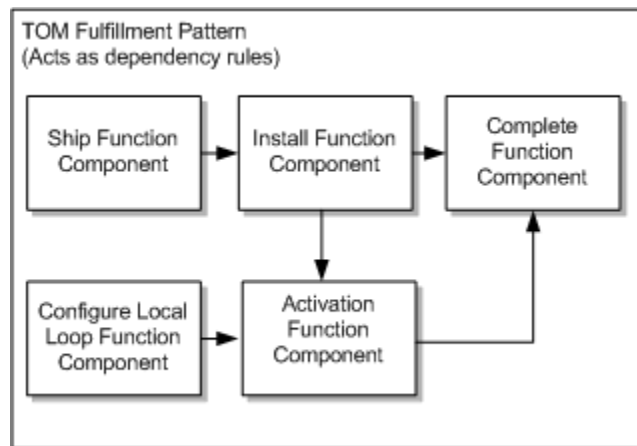 TOM Fulfillment Pattern
(Acts as dependency rules)
Ship Function
Component
Install Function
Component
Complete
Function
Component
Configure Local
Loop Function
Component
Activation
Function
Component